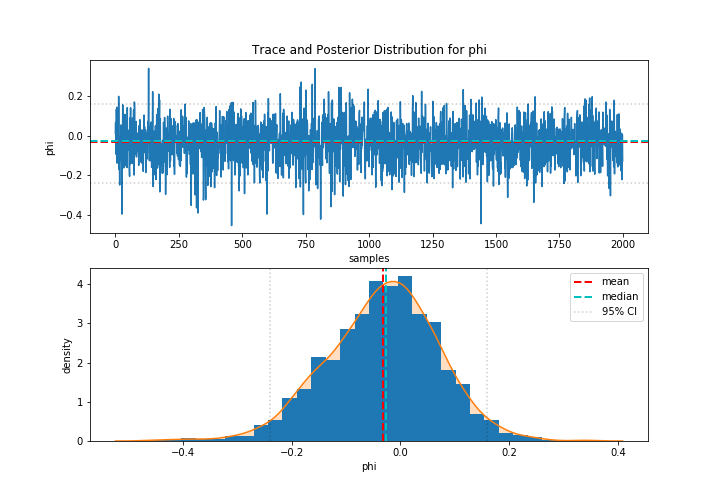 Trace and Posterior Distribution for phi
phi
0.2
0.0
−0.2
−0.4
0 250 500 750 1000 1250 1500 1750 2000
samples
density
4
3
2
1
0
mean
median
95% CI
−0.4 −0.2 0.0 0.2 0.4
phi